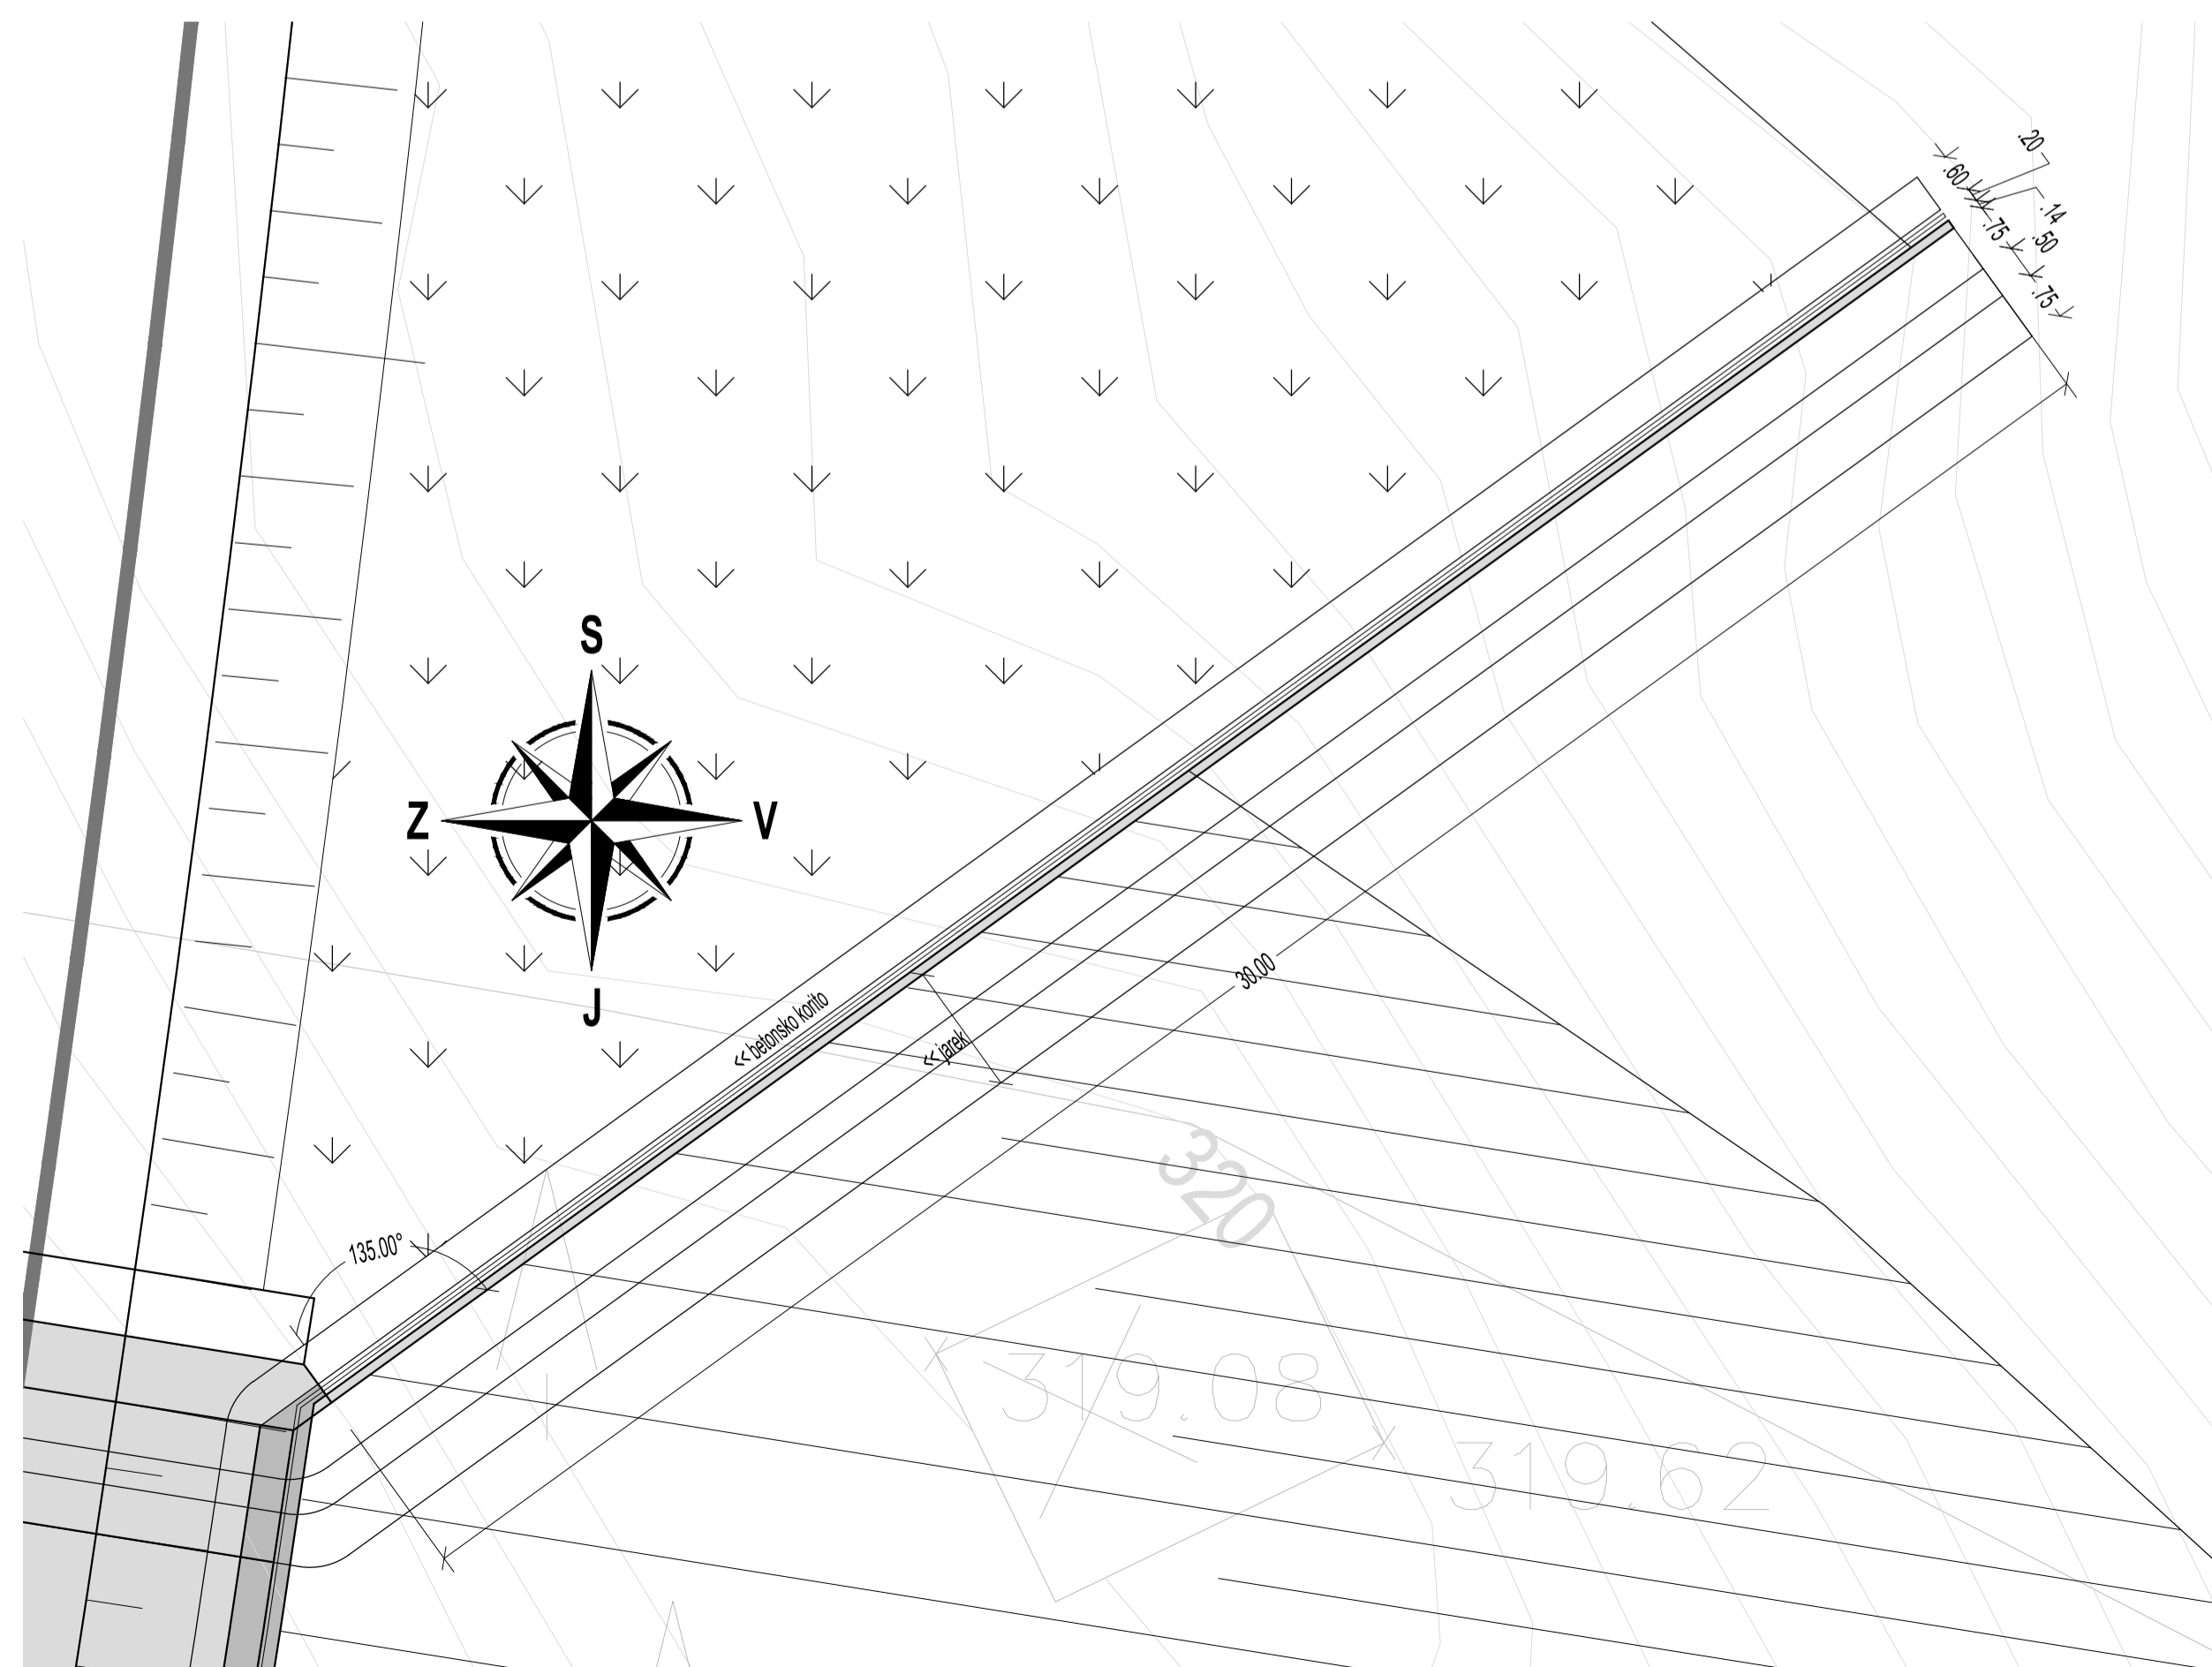 .20
.60
.14
.75
.50
.75
S
Z
V
J
30.00
<< betonsko korito
<< jarek
320
135.00°
319.08
319.62